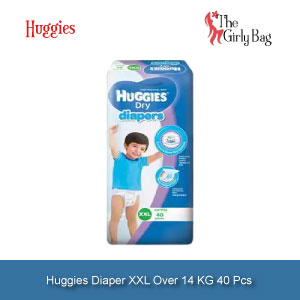 Huggies
The
Girly Bag
HUGGIES
Dry
diapers
XXL
40
Huggies Diaper XXL Over 14 KG 40 Pcs